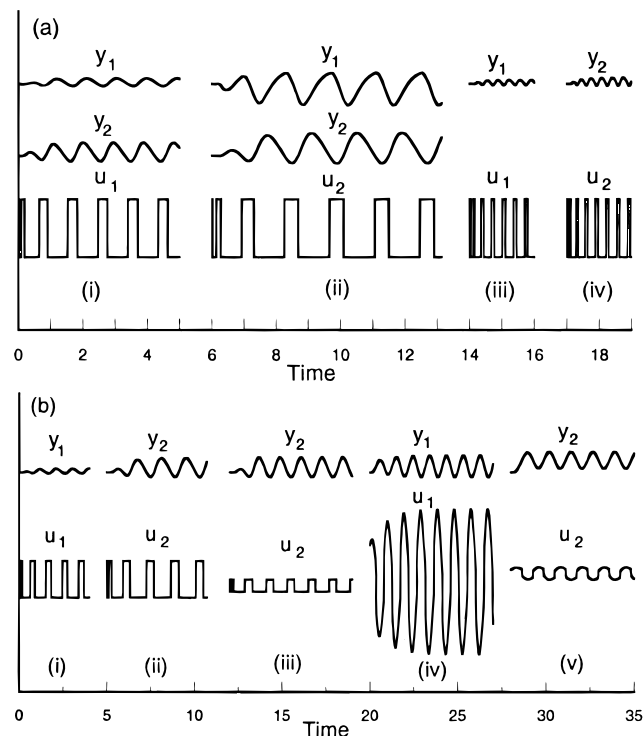 (a)
y1 y1 y1 y2
y2 y2
u1 u2 u1 u2
(i) (ii) (iii) (iv)
0 2 4 6 8 10 12 14 16 18
Time
(b)
y1 y2 y2 y1 y2
u1 u2 u2 u1 u2
(i) (ii) (iii) (iv) (v)
0 5 10 15 20 25 30 35
Time